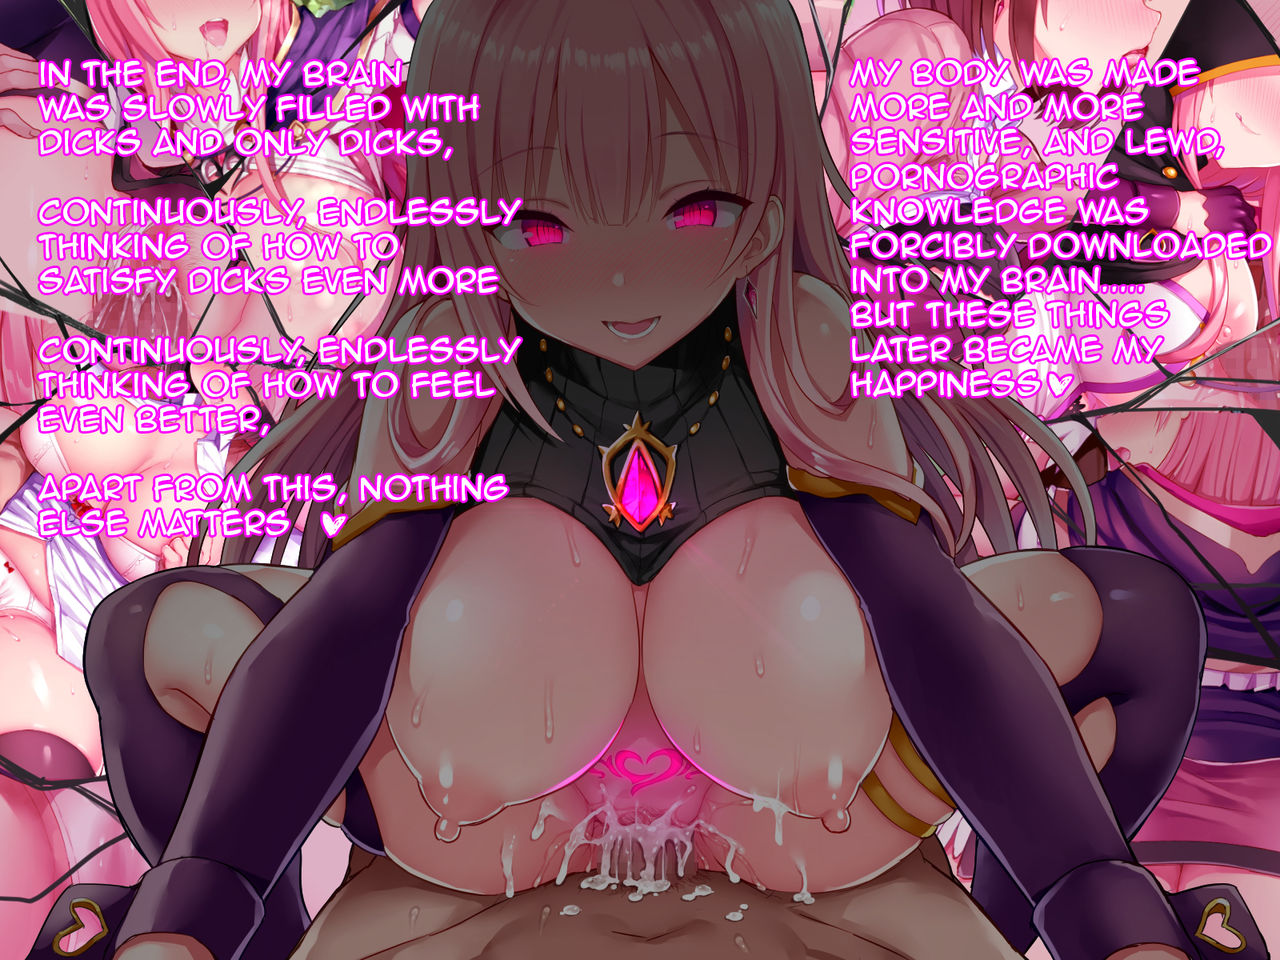 IN THE END, MY BRAIN
WAS SLOWLY FILLED WITH
DICKS AND ONLY DICKS,
CONTINUOUSLY, ENDLESSLY
THINKING OF HOW TO
SATISFY DICKS EVEN MORE
CONTINUOUSLY, ENDLESSLY
THINKING OF HOW TO FEEL
EVEN BETTER,
APART FROM THIS, NOTHING
ELSE MATTERS ♥
MY BODY WAS MADE
MORE AND MORE
SENSITIVE, AND LEWD,
PORNOGRAPHIC
KNOWLEDGE WAS
FORCIBLY DOWNLOADED
INTO MY BRAIN.....
BUT THESE THINGS
LATER BECAME MY
HAPPINESS♥